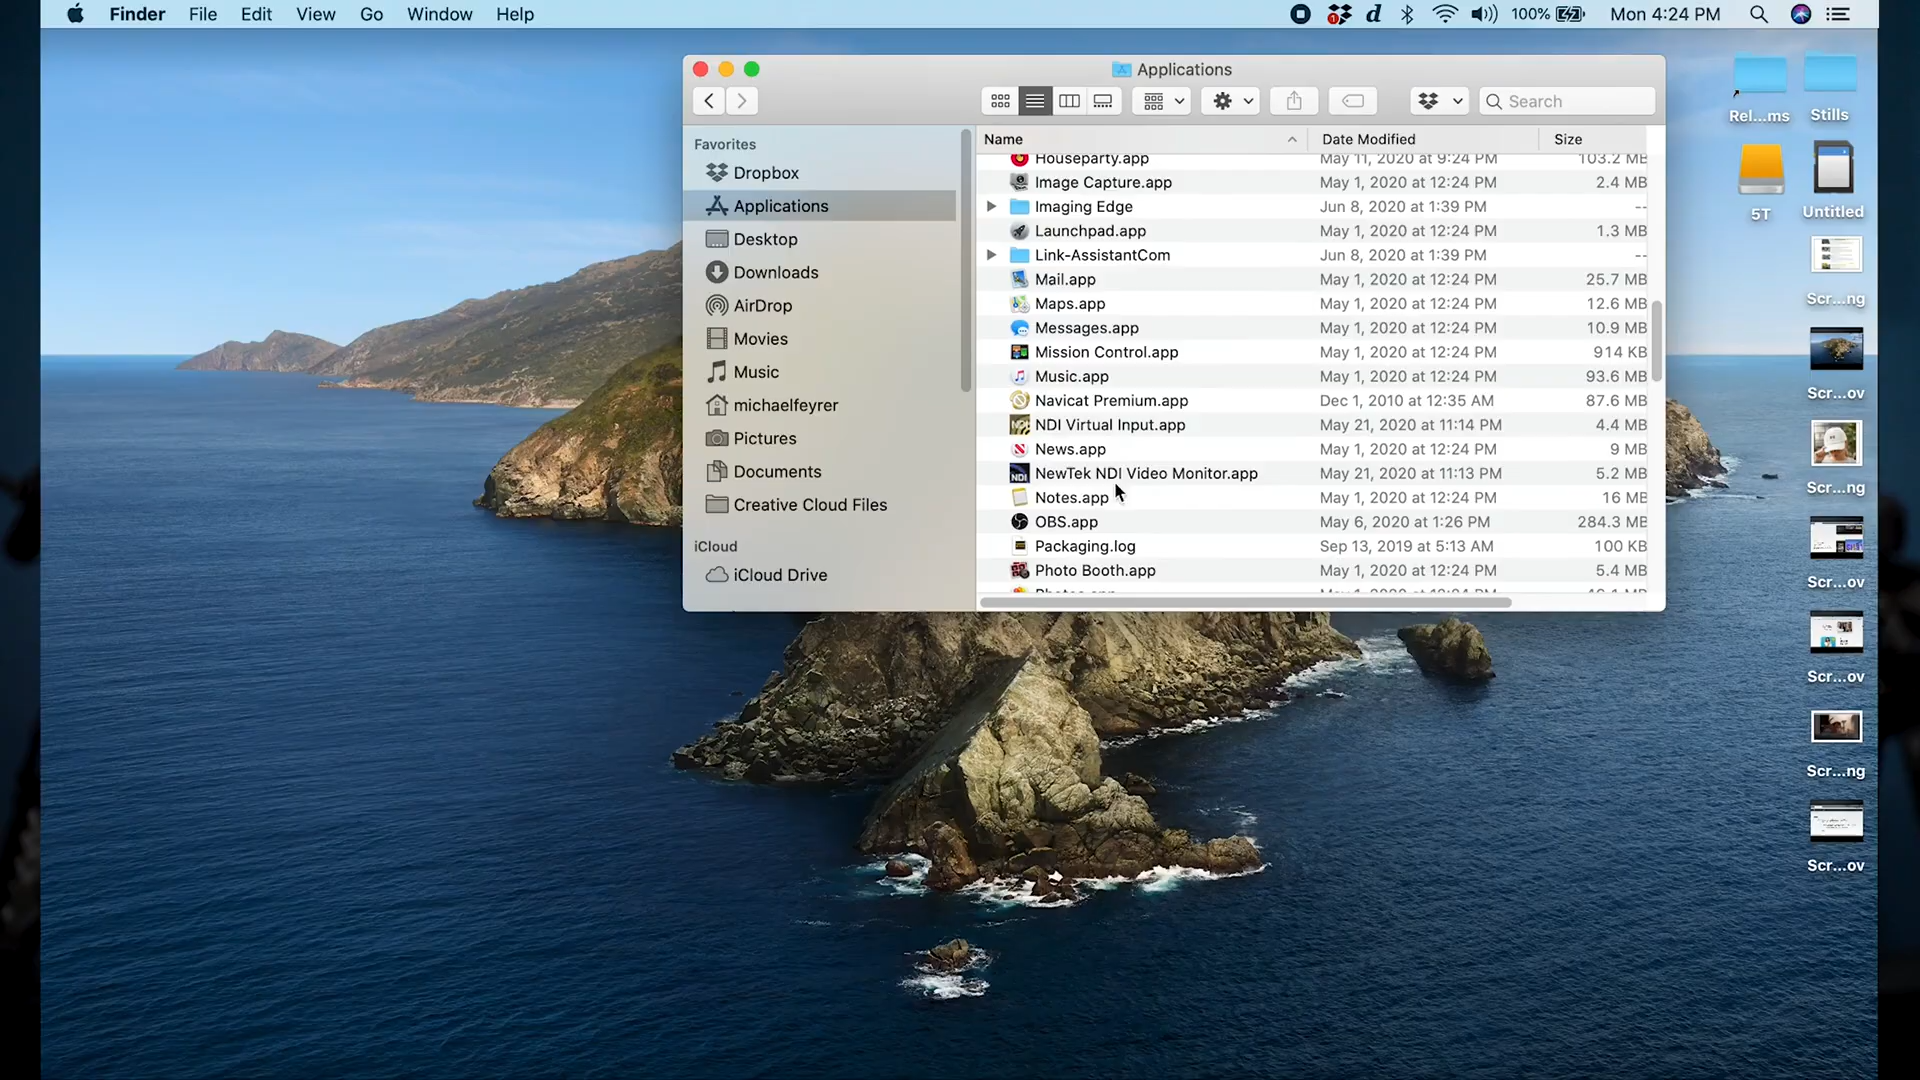 Finder File Edit View Go Window Help 1 d 100% Mon 4:24 PM
Applications
Search
Favorites
Dropbox
Applications
Desktop
Downloads
AirDrop
Movies
Music
michaelfeyrer
Pictures
Documents
Creative Cloud Files
iCloud
iCloud Drive
Name Date Modified Size
Houseparty.app May 11, 2020 at 9:24 PM 103.2 MB
Image Capture.app May 1, 2020 at 12:24 PM 2.4 MB
Imaging Edge Jun 8, 2020 at 1:39 PM --
Launchpad.app May 1, 2020 at 12:24 PM 1.3 MB
Link-AssistantCom Jun 8, 2020 at 1:39 PM --
Mail.app May 1, 2020 at 12:24 PM 25.7 MB
Maps.app May 1, 2020 at 12:24 PM 12.6 MB
Messages.app May 1, 2020 at 12:24 PM 10.9 MB
Mission Control.app May 1, 2020 at 12:24 PM 914 KB
Music.app May 1, 2020 at 12:24 PM 93.6 MB
Navicat Premium.app Dec 1, 2010 at 12:35 AM 87.6 MB
NDI Virtual Input.app May 21, 2020 at 11:14 PM 4.4 MB
News.app May 1, 2020 at 12:24 PM 9 MB
NewTek NDI Video Monitor.app May 21, 2020 at 11:13 PM 5.2 MB
Notes.app May 1, 2020 at 12:24 PM 16 MB
OBS.app May 6, 2020 at 1:26 PM 284.3 MB
Packaging.log Sep 13, 2019 at 5:13 AM 100 KB
Photo Booth.app May 1, 2020 at 12:24 PM 5.4 MB
Rel...ms Stills
5T Untitled
Scr...ng
Scr...ov
Scr...ng
Scr...ov
Scr...ov
Scr...ng
Scr...ov